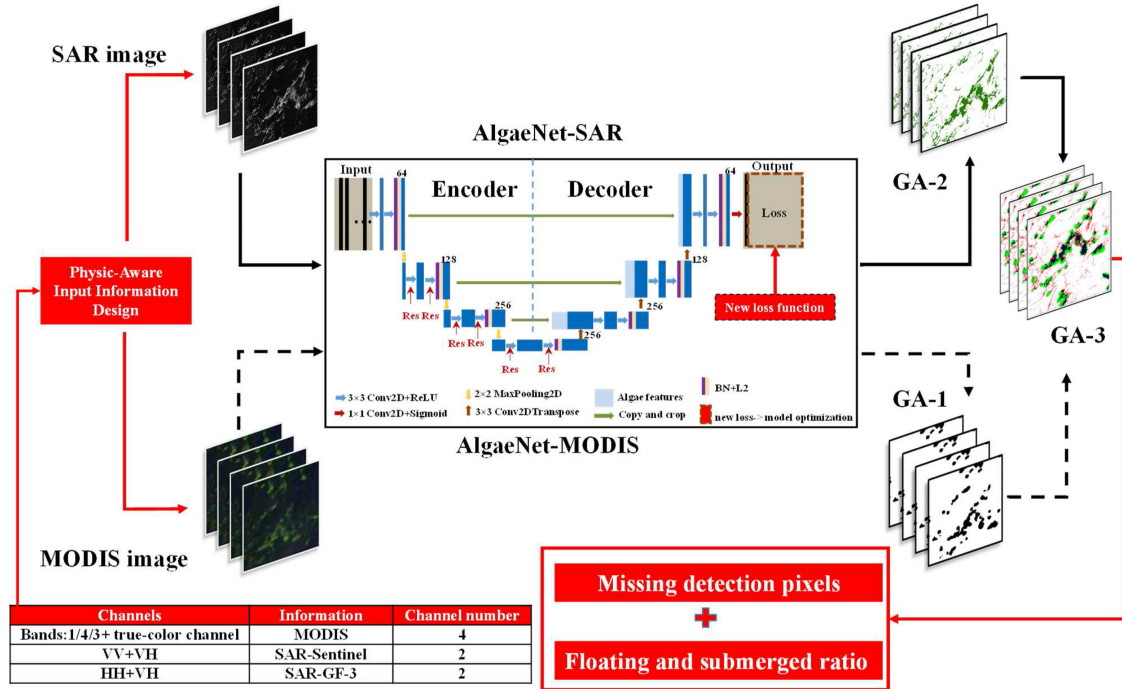 SAR image
AlgaeNet-SAR
Input
64
Encoder
Decoder
64
Output
...
Loss
GA-2
Physic-Aware
Input Information
Design
128
128
Res Res
256
256
New loss function
GA-3
Res Res
256
Res
Res
3×3 Conv2D+ReLU
2×2 MaxPooling2D
Algae features
BN+L2
1×1 Conv2D+Sigmoid
3×3 Conv2DTranspose
Copy and crop
new loss-> model optimization
GA-1
AlgaeNet-MODIS
MODIS image
Channels Information Channel number
Bands:1/4/3+ true-color channel MODIS 4
VV+VH SAR-Sentinel 2
HH+VH SAR-GF-3 2
Missing detection pixels
+
Floating and submerged ratio